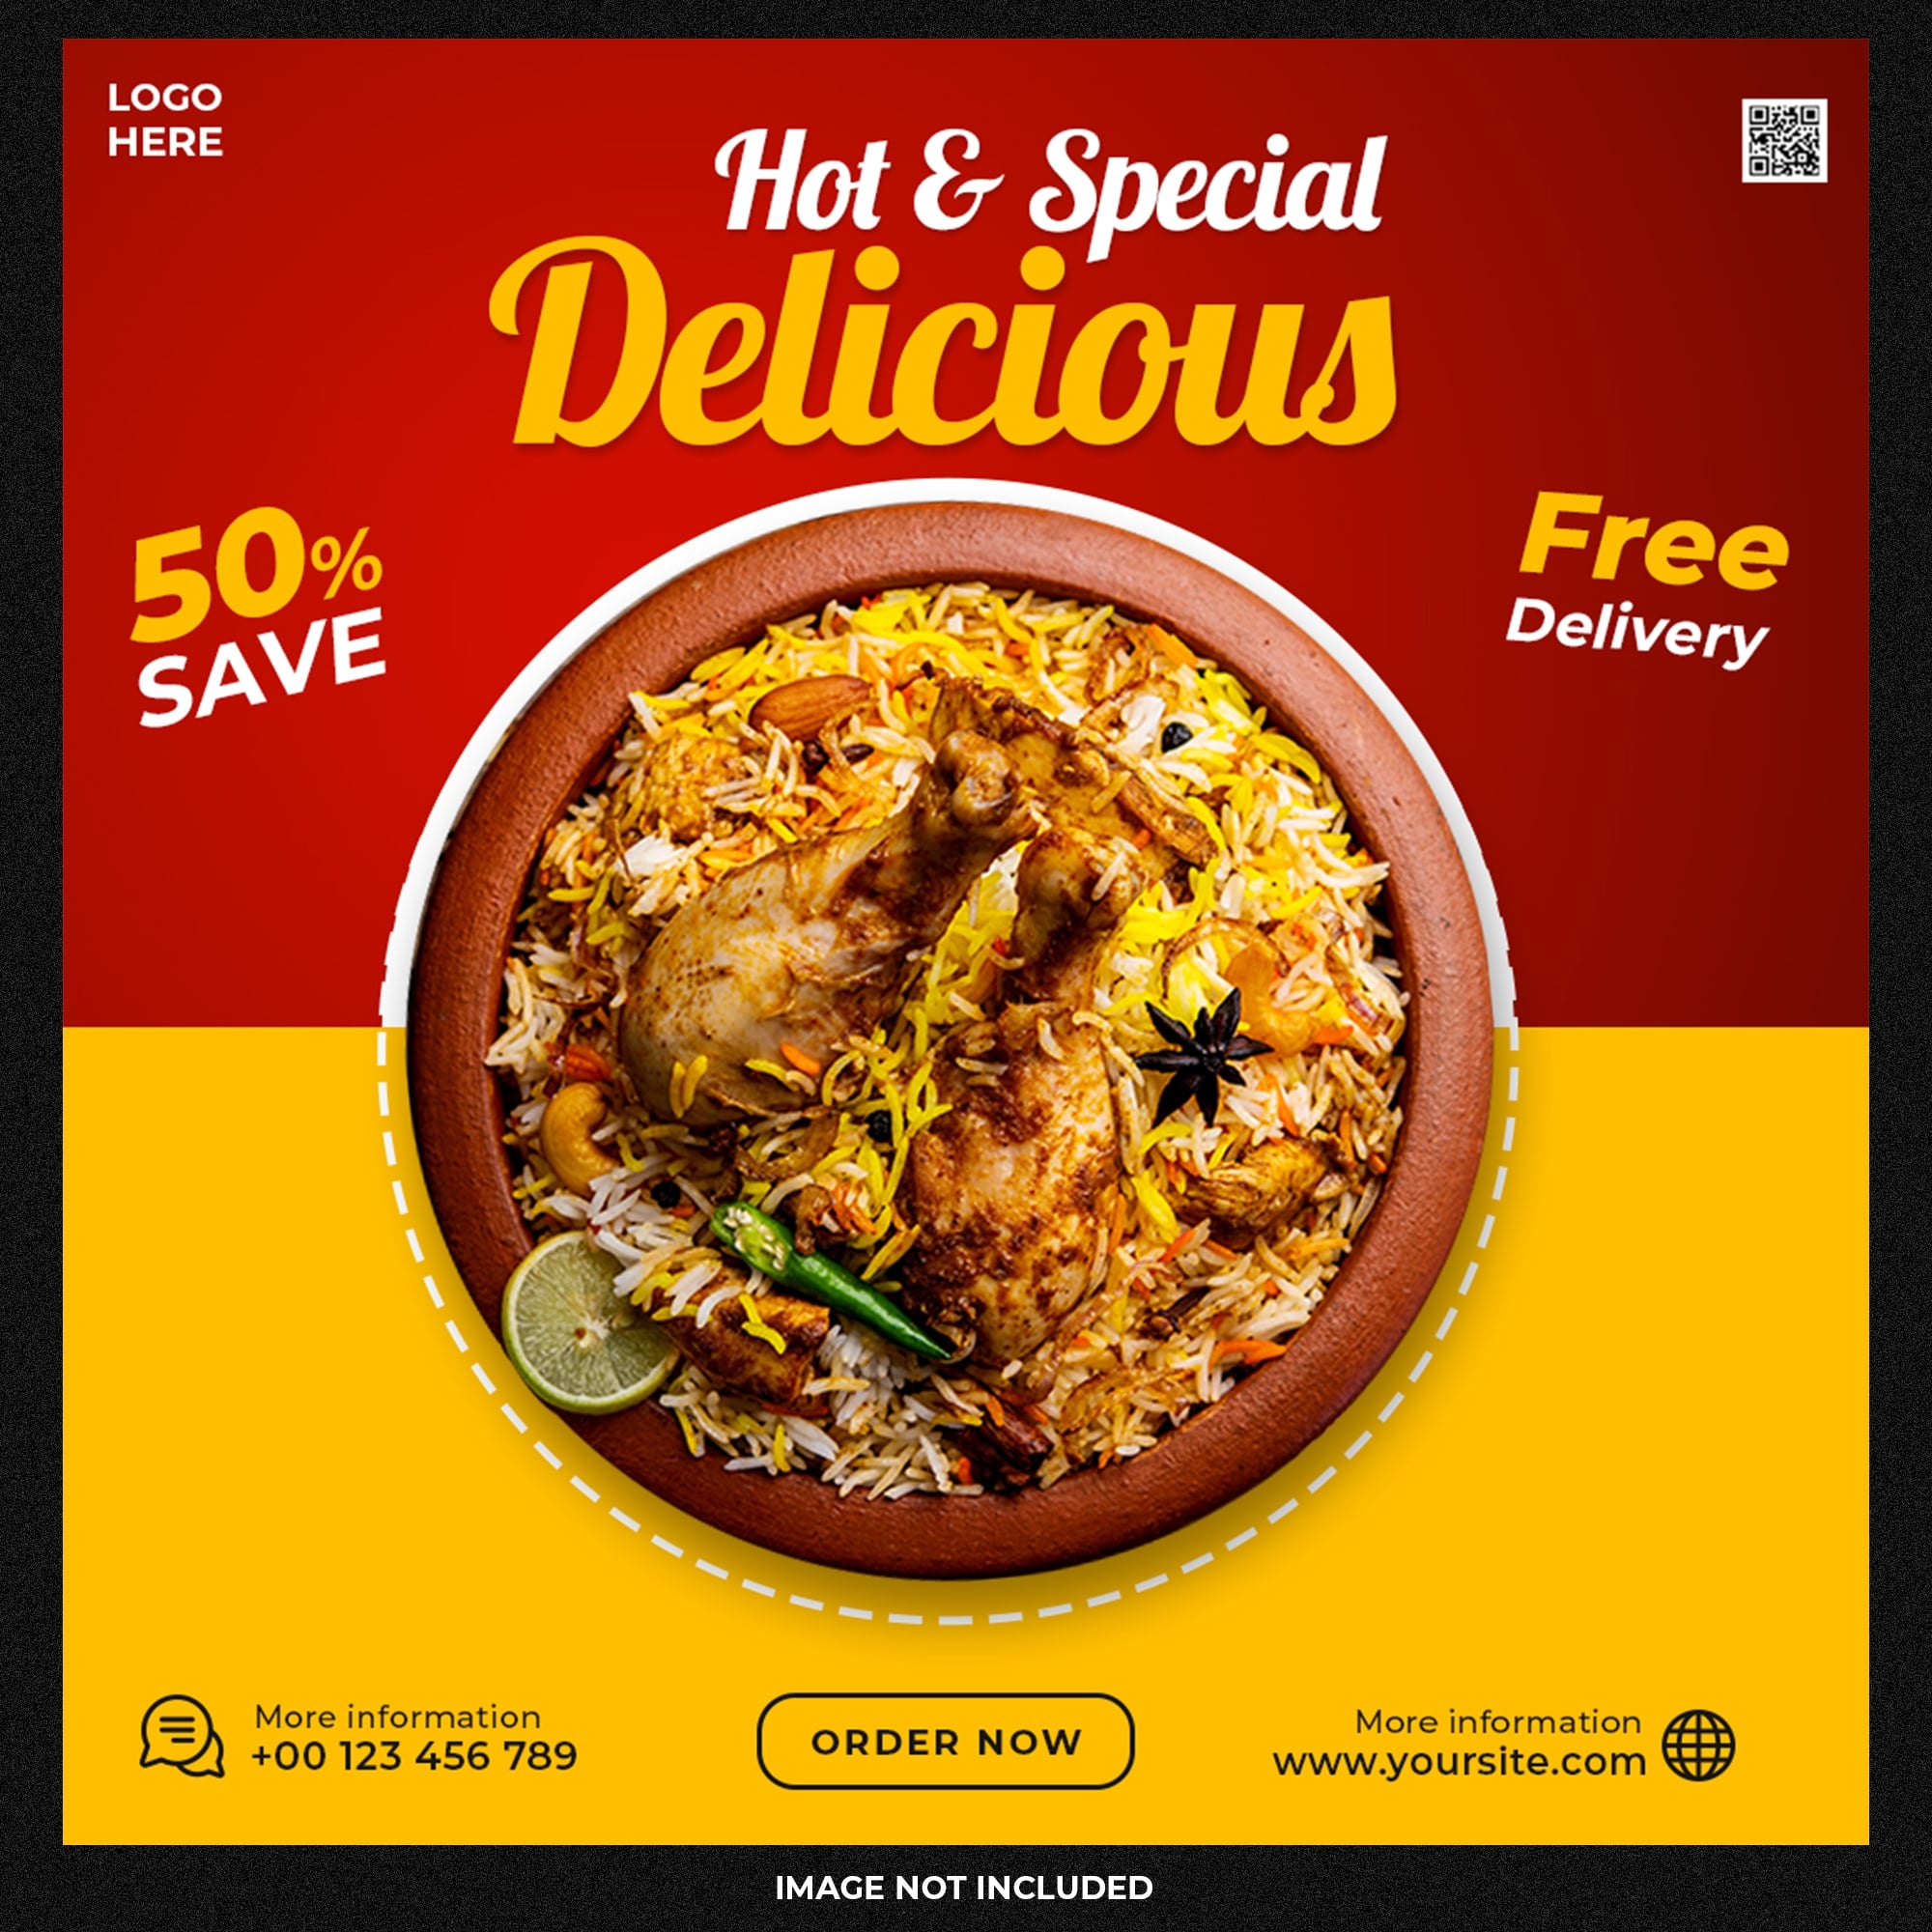 LOGO
HERE
Hot & Special
Delicious
50%
SAVE
Free
Delivery
More information
+00 123 456 789
ORDER NOW
More information
www.yoursite.com
IMAGE NOT INCLUDED